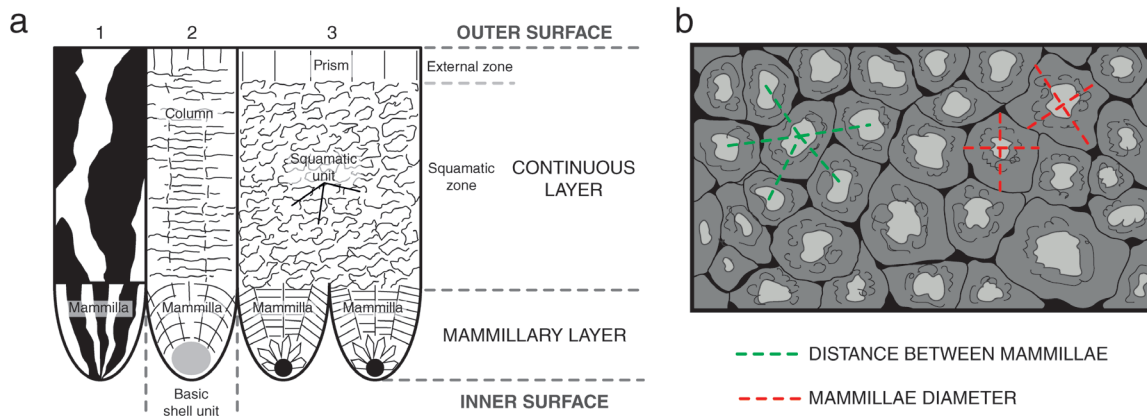 a
1 2 3
OUTER SURFACE
Prism
External zone
Column
Squamatic
unit
Squamatic
zone
CONTINUOUS
LAYER
Mammilla
Mammilla
Mammilla
Mammilla
MAMMILLARY LAYER
Basic
shell unit
INNER SURFACE
b
DISTANCE BETWEEN MAMMILLAE
MAMMILLAE DIAMETER